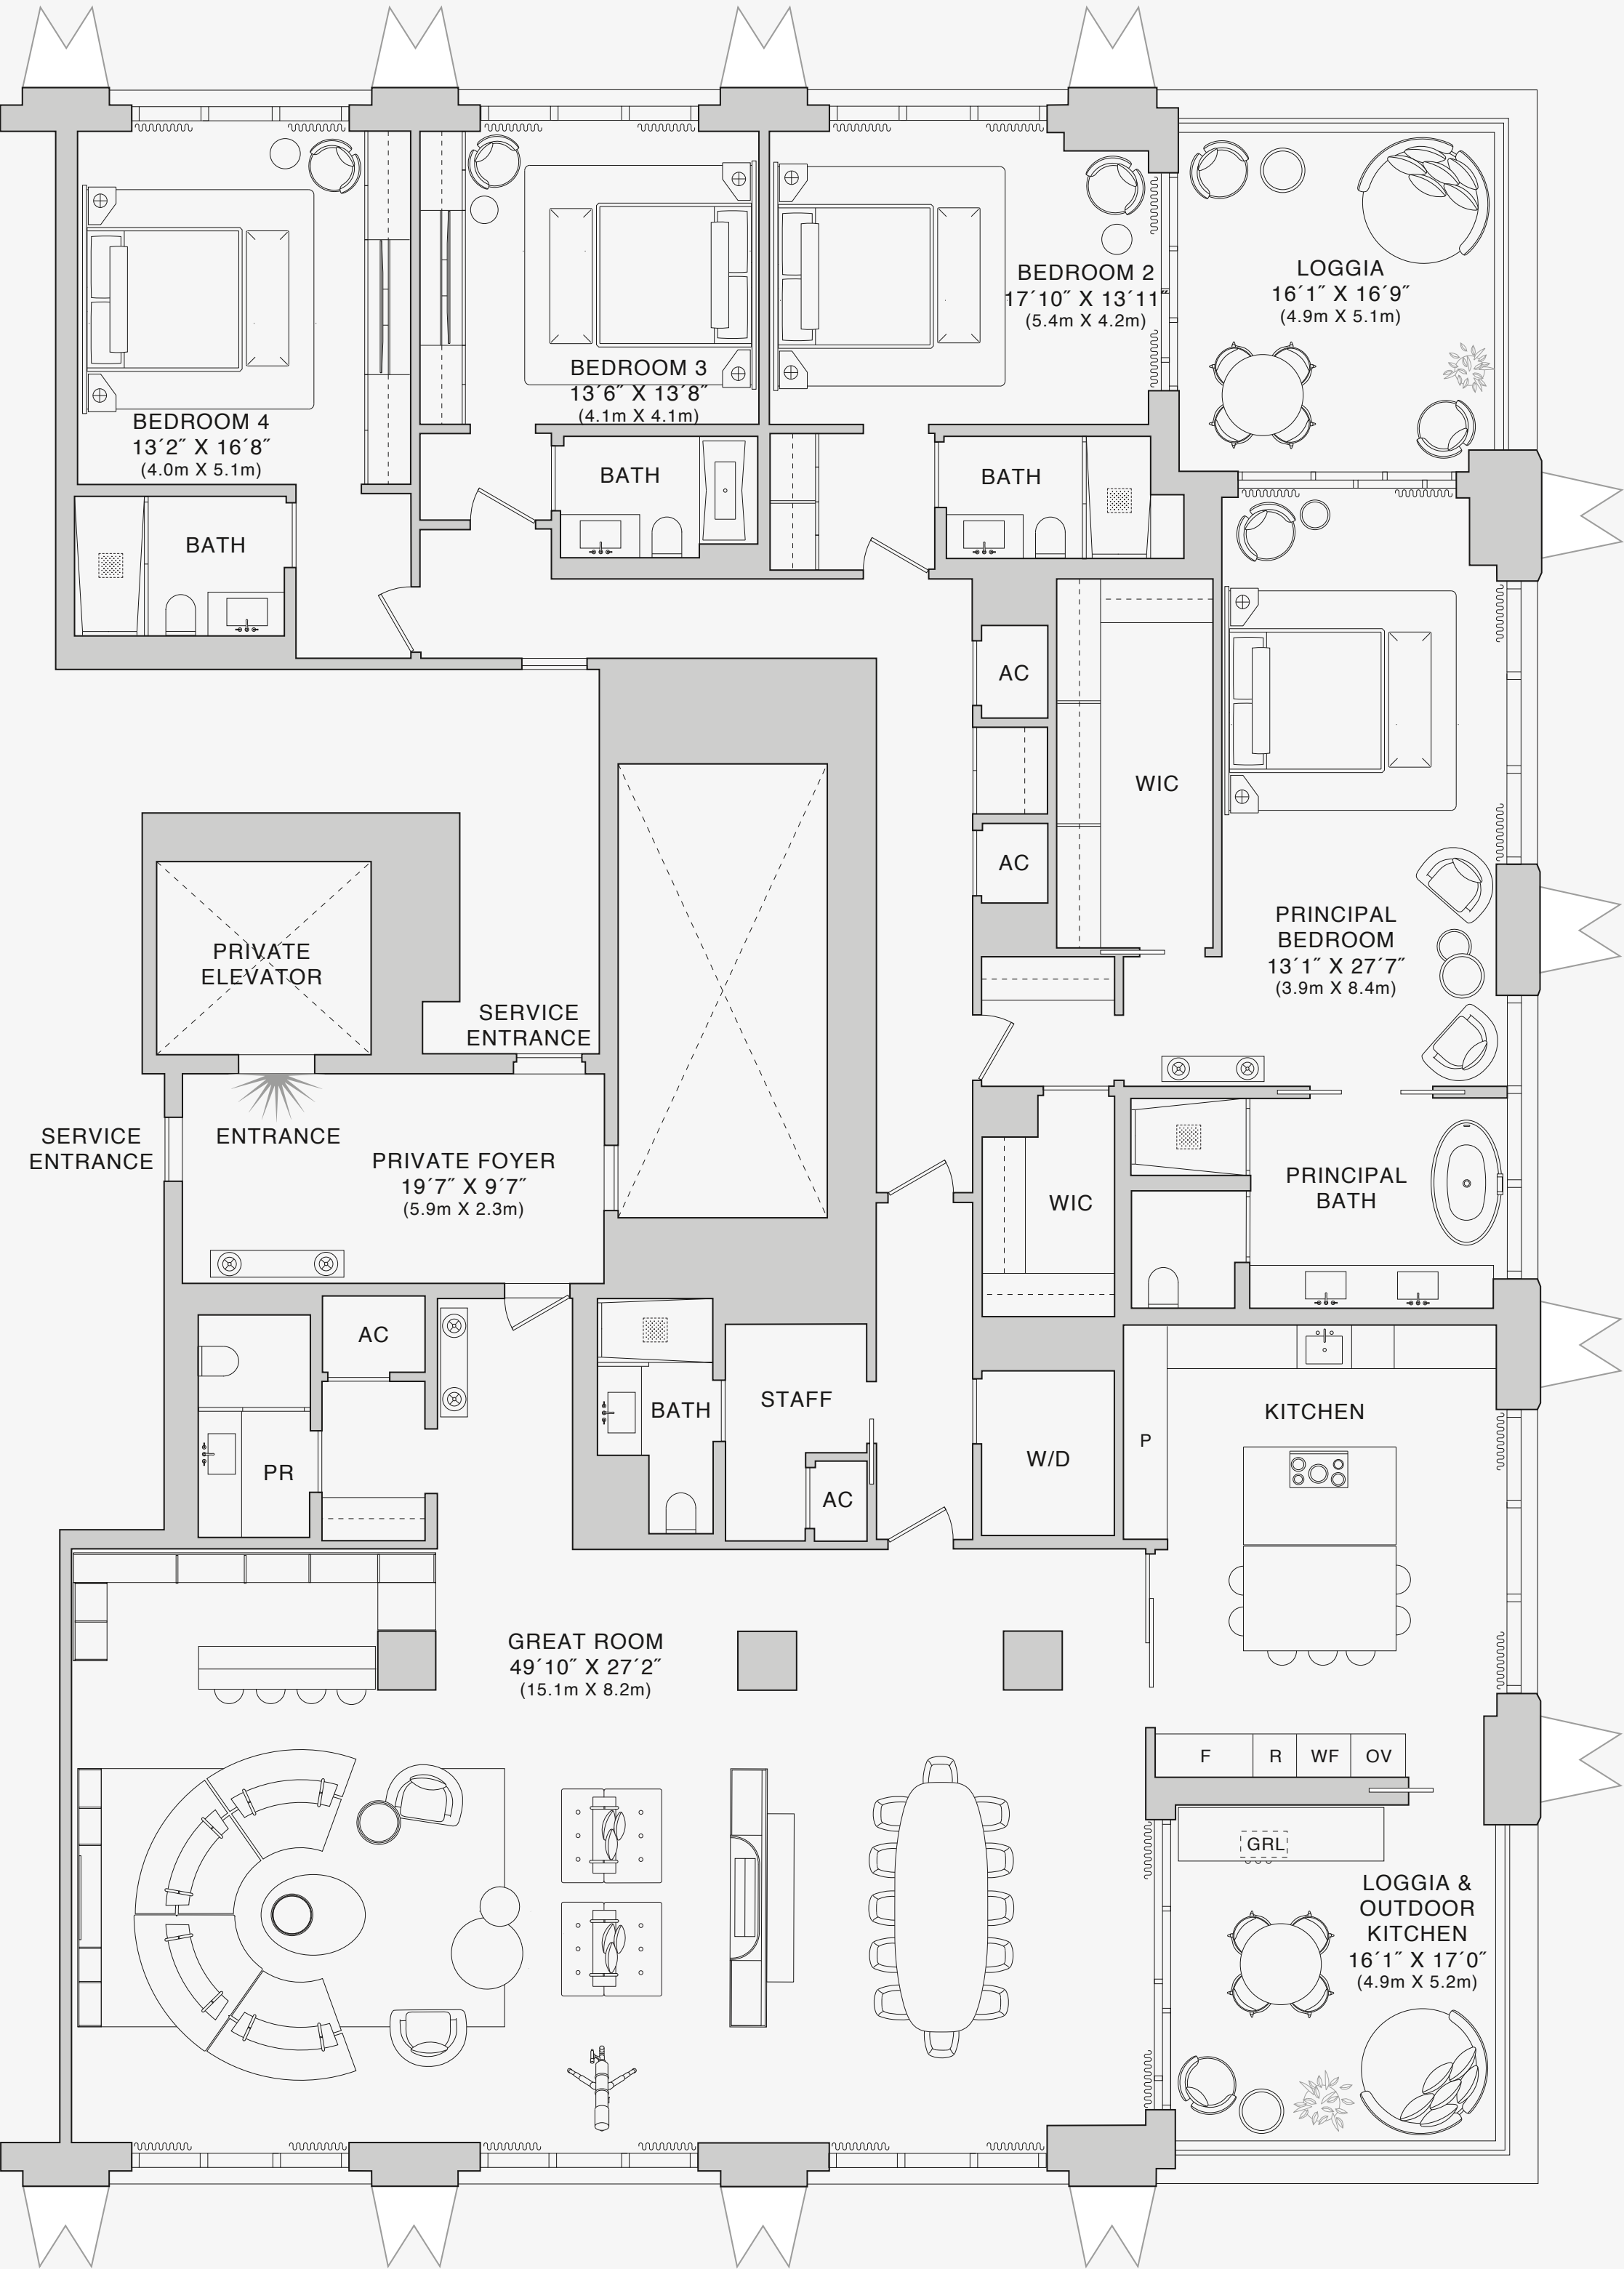 LOGGIA
16´1˝ X 16´9˝
(4.9m X 5.1m)
BEDROOM 2
17´10˝ X 13´11˝
(5.4m X 4.2m)
BEDROOM 3
13´6˝ X 13´8˝
(4.1m X 4.1m)
BEDROOM 4
13´2˝ X 16´8˝
(4.0m X 5.1m)
BATH
BATH
BATH
AC
WIC
AC
PRINCIPAL
BEDROOM
13´1˝ X 27´7˝
(3.9m X 8.4m)
PRIVATE
ELEVATOR
SERVICE
ENTRANCE
SERVICE
ENTRANCE
ENTRANCE
PRIVATE FOYER
19´7˝ X 9´7˝
(5.9m X 2.3m)
WIC
PRINCIPAL
BATH
AC
PR
BATH
STAFF
AC
W/D
P
KITCHEN
GREAT ROOM
49´10˝ X 27´2˝
(15.1m X 8.2m)
F
R
WF
OV
GRL
LOGGIA &
OUTDOOR
KITCHEN
16´1˝ X 17´0˝
(4.9m X 5.2m)